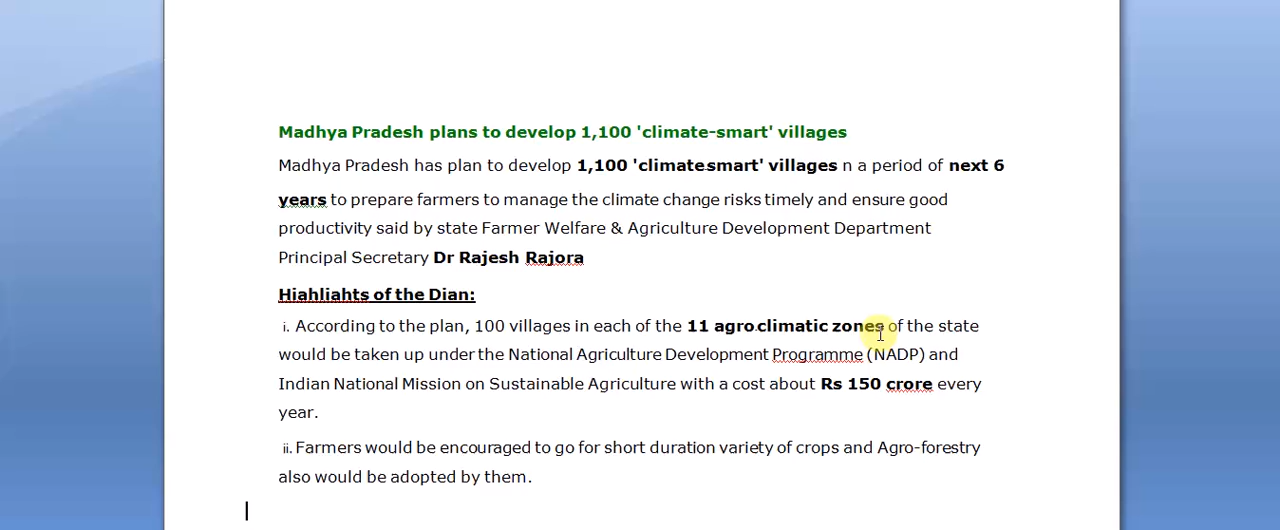 Madhya Pradesh plans to develop 1,100 'climate-smart' villages
Madhya Pradesh has plan to develop 1,100 'climate.smart' villages n a period of next 6
years to prepare farmers to manage the climate change risks timely and ensure good
productivity said by state Farmer Welfare & Agriculture Development Department
Principal Secretary Dr Rajesh Rajora
Hiahliahts of the Dian:
i. According to the plan, 100 villages in each of the 11 agro.climatic zones of the state
would be taken up under the National Agriculture Development Programme (NADP) and
Indian National Mission on Sustainable Agriculture with a cost about Rs 150 crore every
year.
ii. Farmers would be encouraged to go for short duration variety of crops and Agro-forestry
also would be adopted by them.